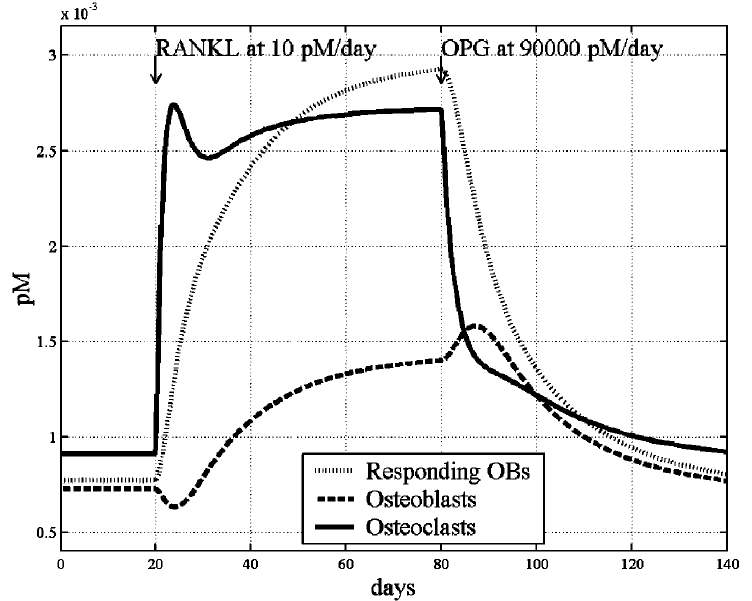 x 10⁻³
RANKL at 10 pM/day
OPG at 90000 pM/day
3
2.5
2
1.5
1
0.5
pM
Responding OBs
Osteoblasts
Osteoclasts
0 20 40 60 80 100 120 140
days